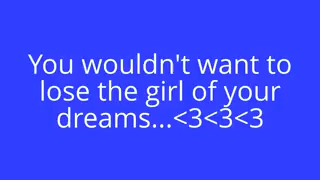 You wouldn't want to
lose the girl of your
dreams...<3<3<3